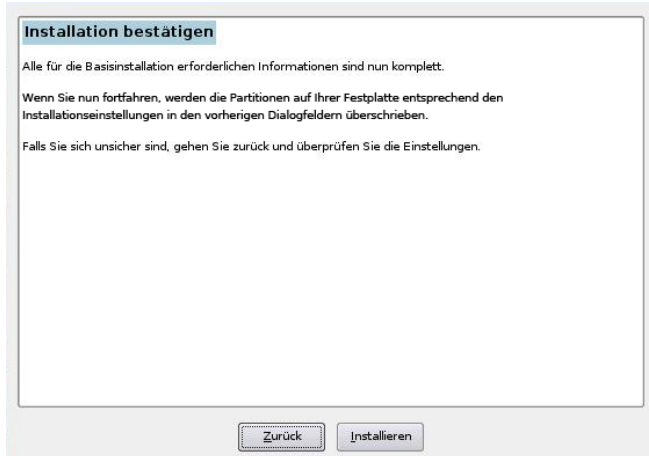 Installation bestätigen
Alle für die Basisinstallation erforderlichen Informationen sind nun komplett.
Wenn Sie nun fortfahren, werden die Partitionen auf Ihrer Festplatte entsprechend den
Installationseinstellungen in den vorherigen Dialogfeldern überschrieben.
Falls Sie sich unsicher sind, gehen Sie zurück und überprüfen Sie die Einstellungen.
Zurück
Installieren